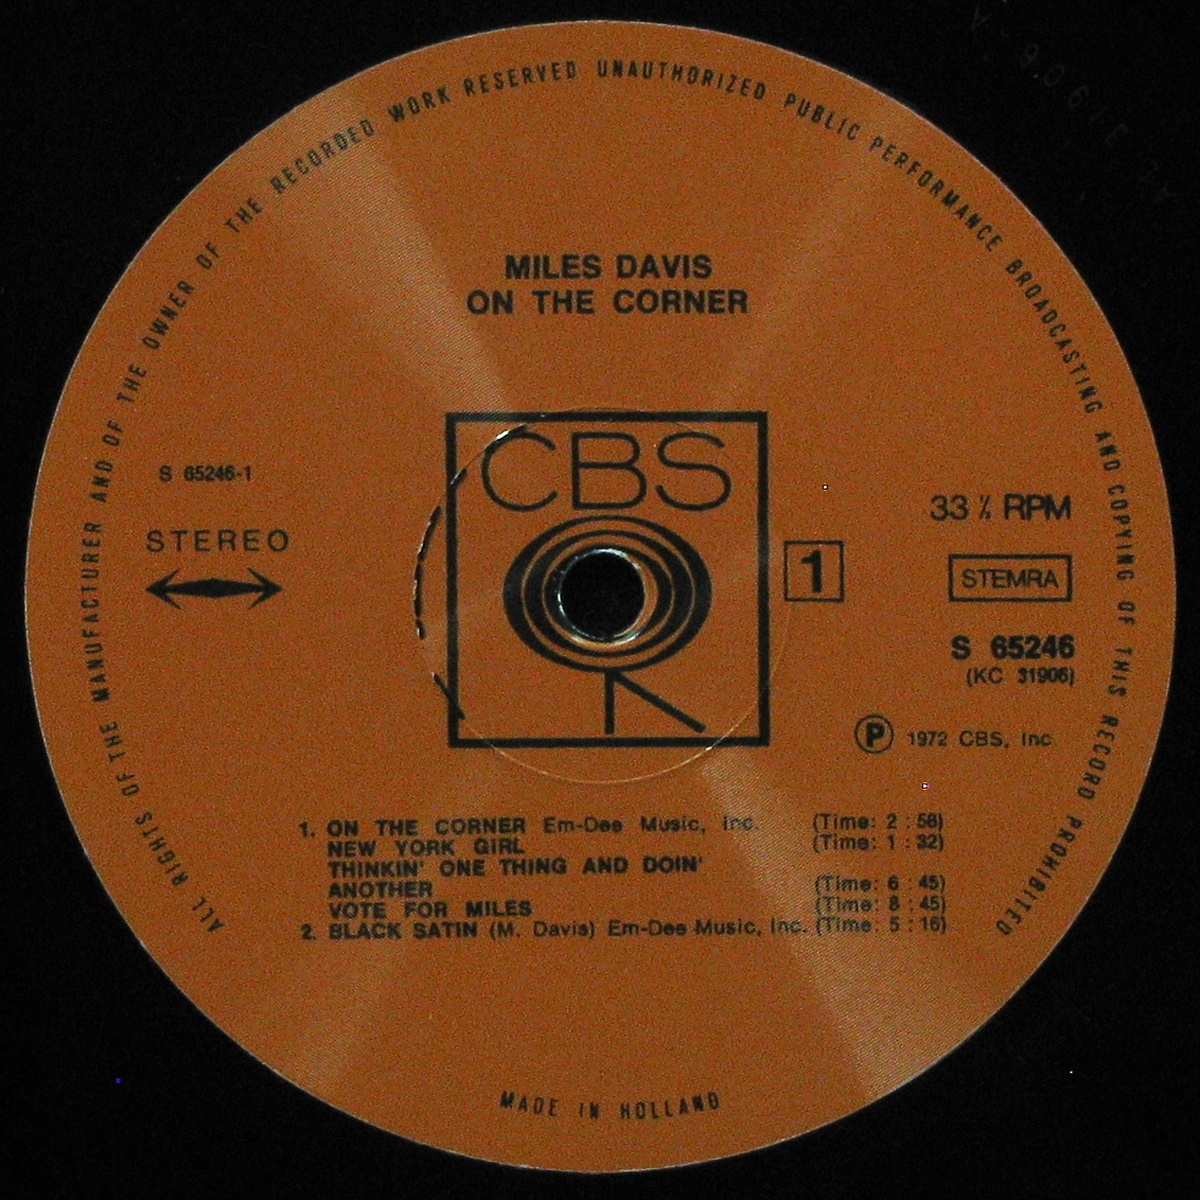 ALL RIGHTS OF THE MANUFACTURER AND OF THE OWNER OF THE RECORDED WORK RESERVED UNAUTHORIZED PUBLIC PERFORMANCE BROADCASTING AND COPYING OF THIS RECORD PROHIBITED
MILES DAVIS
ON THE CORNER
CBS
S 65246-1
STEREO
1
33 ⅓ RPM
STEMRA
S 65246
(KC 31906)
Ⓟ 1972 CBS, Inc
1. ON THE CORNER Em-Dee Music, Inc. (Time: 2 : 58)
NEW YORK GIRL (Time: 1 : 32)
THINKIN' ONE THING AND DOIN'
ANOTHER (Time: 6 : 45)
VOTE FOR MILES (Time: 8 : 45)
2. BLACK SATIN (M. Davis) Em-Dee Music, Inc. (Time: 5 : 16)
MADE IN HOLLAND